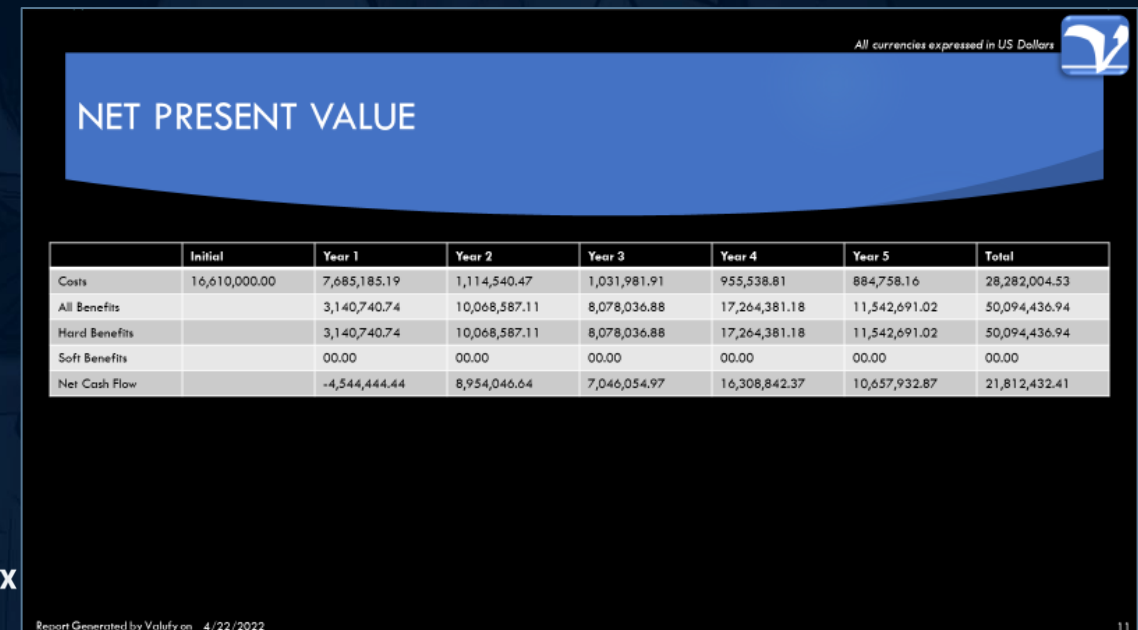 All currencies expressed in US Dollars
NET PRESENT VALUE
Initial Year 1 Year 2 Year 3 Year 4 Year 5 Total
Costs 16,610,000.00 7,685,185.19 1,114,540.47 1,031,981.91 955,538.81 884,758.16 28,282,004.53
All Benefits 3,140,740.74 10,068,587.11 8,078,036.88 17,264,381.18 11,542,691.02 50,094,436.94
Hard Benefits 3,140,740.74 10,068,587.11 8,078,036.88 17,264,381.18 11,542,691.02 50,094,436.94
Soft Benefits 00.00 00.00 00.00 00.00 00.00 00.00
Net Cash Flow -4,544,444.44 8,954,046.64 7,046,054.97 16,308,842.37 10,657,932.87 21,812,432.41
X
Report Generated by Valufy on 4/22/2022 11